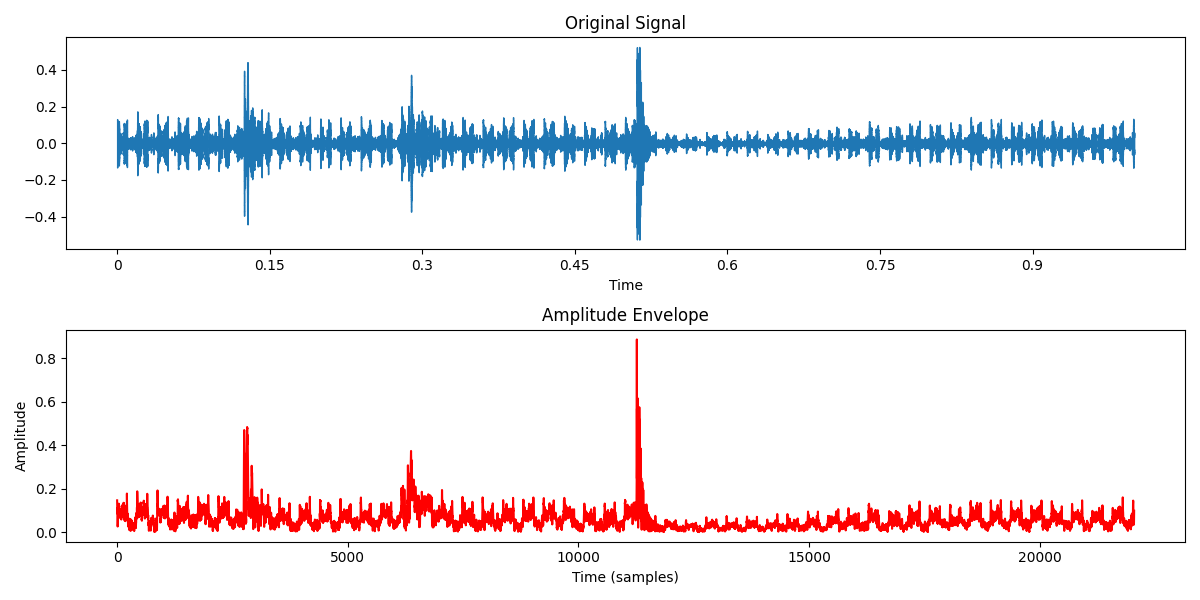 Original Signal
0.4
0.2
0.0
−0.2
−0.4
0 0.15 0.3 0.45 0.6 0.75 0.9
Time
Amplitude Envelope
Amplitude
0.8
0.6
0.4
0.2
0.0
0 5000 10000 15000 20000
Time (samples)